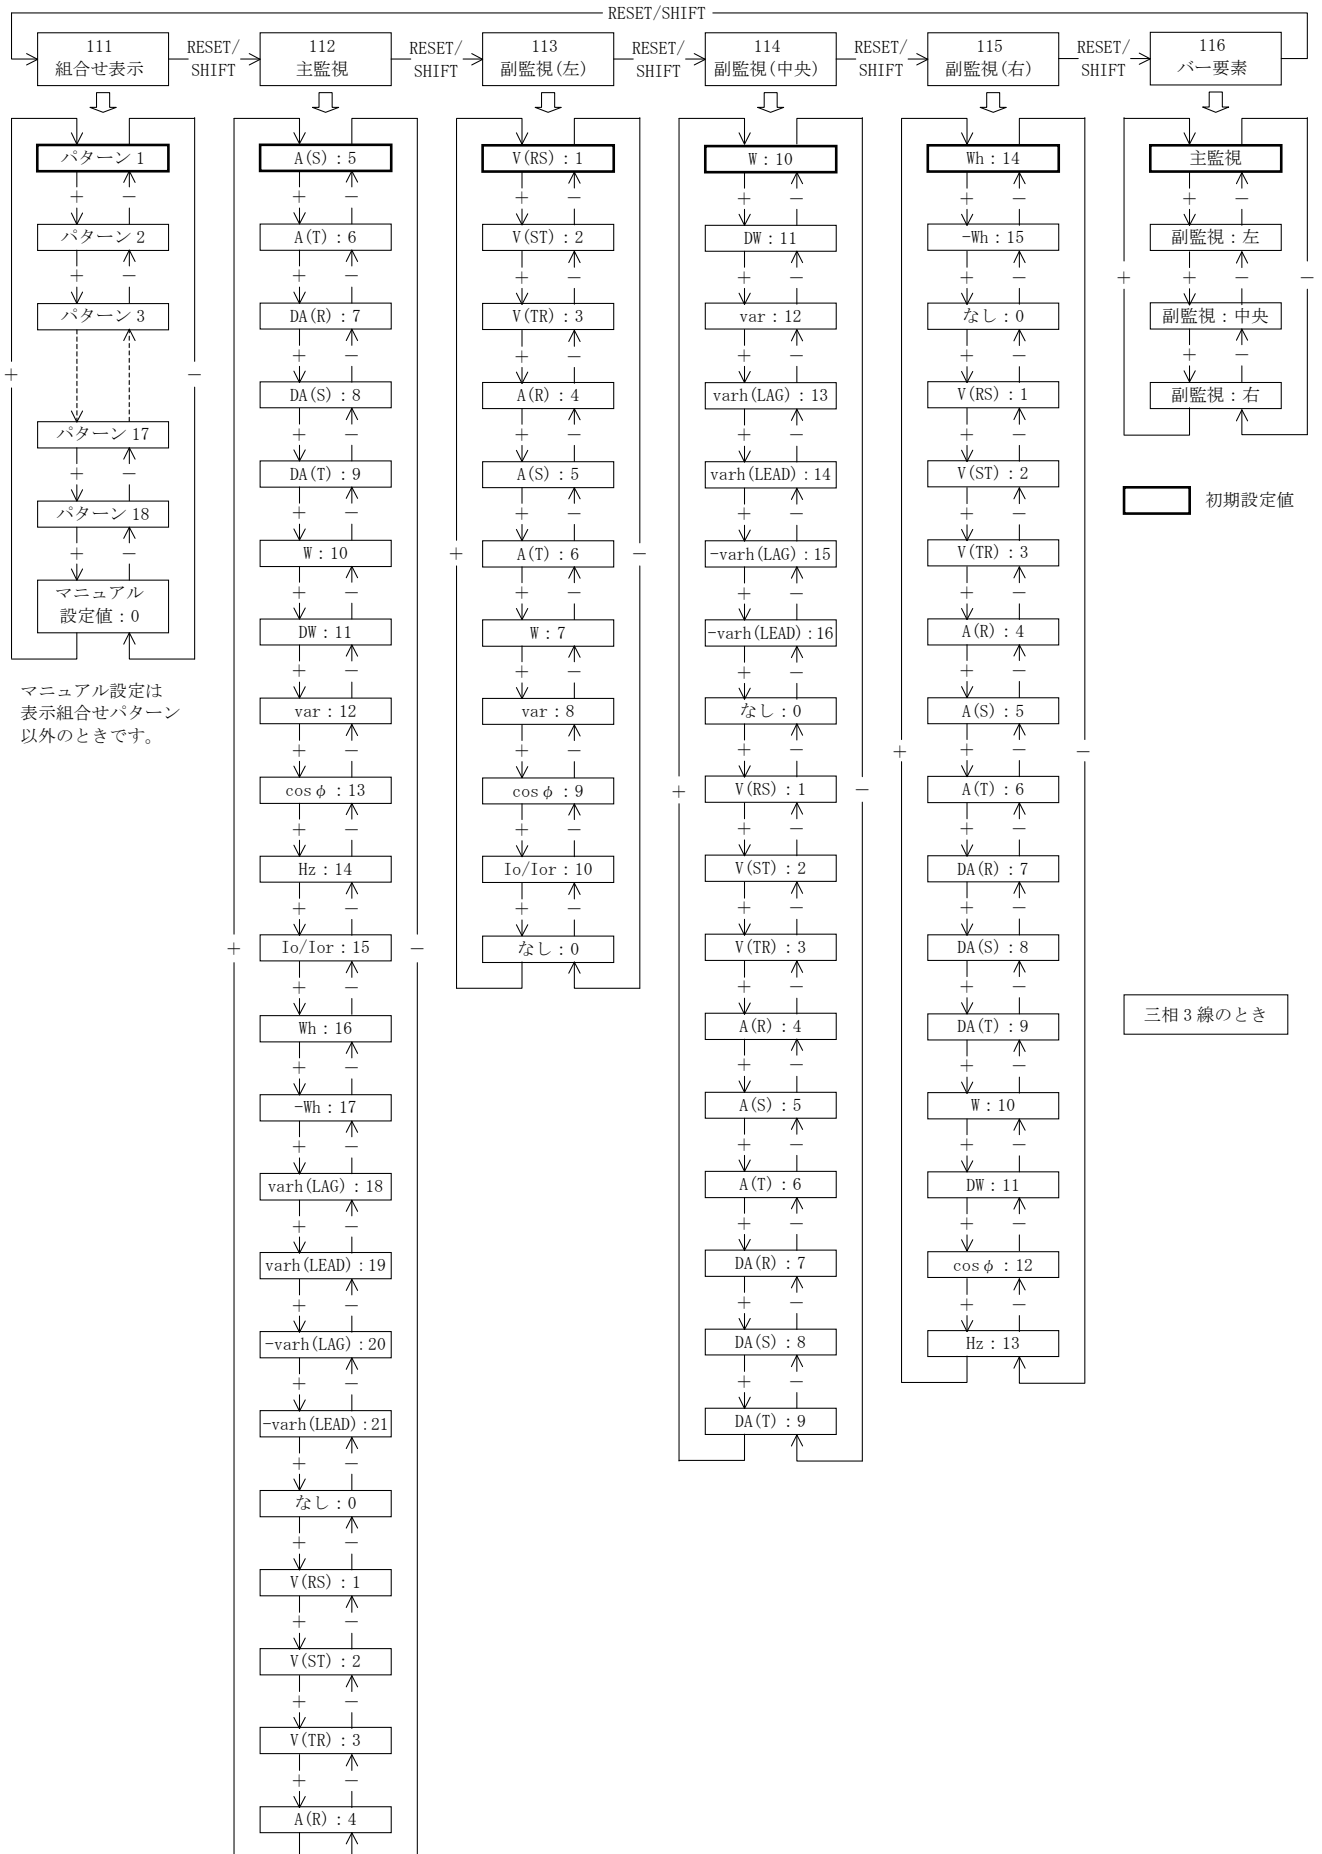 RESET/SHIFT
111
組合せ表示
RESET/
SHIFT
112
主監視
RESET/
SHIFT
113
副監視(左)
RESET/
SHIFT
114
副監視(中央)
RESET/
SHIFT
115
副監視(右)
RESET/
SHIFT
116
バー要素
パターン 1
+ −
パターン 2
+ −
パターン 3
+ −
パターン 17
+ −
パターン 18
+ −
マニュアル
設定値：0
マニュアル設定は
表示組合せパターン
以外のときです。
A(S)：5
+ −
A(T)：6
+ −
DA(R)：7
+ −
DA(S)：8
+ −
DA(T)：9
+ −
W：10
+ −
DW：11
+ −
var：12
+ −
cosφ：13
+ −
Hz：14
+ −
+ −
Io/Ior：15
+ −
Wh：16
+ −
-Wh：17
+ −
varh(LAG)：18
+ −
varh(LEAD)：19
+ −
-varh(LAG)：20
+ −
-varh(LEAD)：21
+ −
なし：0
+ −
V(RS)：1
+ −
V(ST)：2
+ −
V(TR)：3
+ −
A(R)：4
V(RS)：1
+ −
V(ST)：2
+ −
V(TR)：3
+ −
A(R)：4
+ −
A(S)：5
+ −
+ −
A(T)：6
+ −
W：7
+ −
var：8
+ −
cosφ：9
+ −
Io/Ior：10
+ −
なし：0
W：10
+ −
DW：11
+ −
var：12
+ −
varh(LAG)：13
+ −
varh(LEAD)：14
+ −
-varh(LAG)：15
+ −
-varh(LEAD)：16
+ −
なし：0
+ −
+ −
V(RS)：1
+ −
V(ST)：2
+ −
V(TR)：3
+ −
A(R)：4
+ −
A(S)：5
+ −
A(T)：6
+ −
DA(R)：7
+ −
DA(S)：8
+ −
DA(T)：9
Wh：14
+ −
-Wh：15
+ −
なし：0
+ −
V(RS)：1
+ −
V(ST)：2
+ −
V(TR)：3
+ −
A(R)：4
+ −
A(S)：5
+ −
+ −
A(T)：6
+ −
DA(R)：7
+ −
DA(S)：8
+ −
DA(T)：9
+ −
W：10
+ −
DW：11
+ −
cosφ：12
+ −
Hz：13
主監視
+ −
副監視：左
+ −
+ −
副監視：中央
+ −
副監視：右
初期設定値
三相 3 線のとき